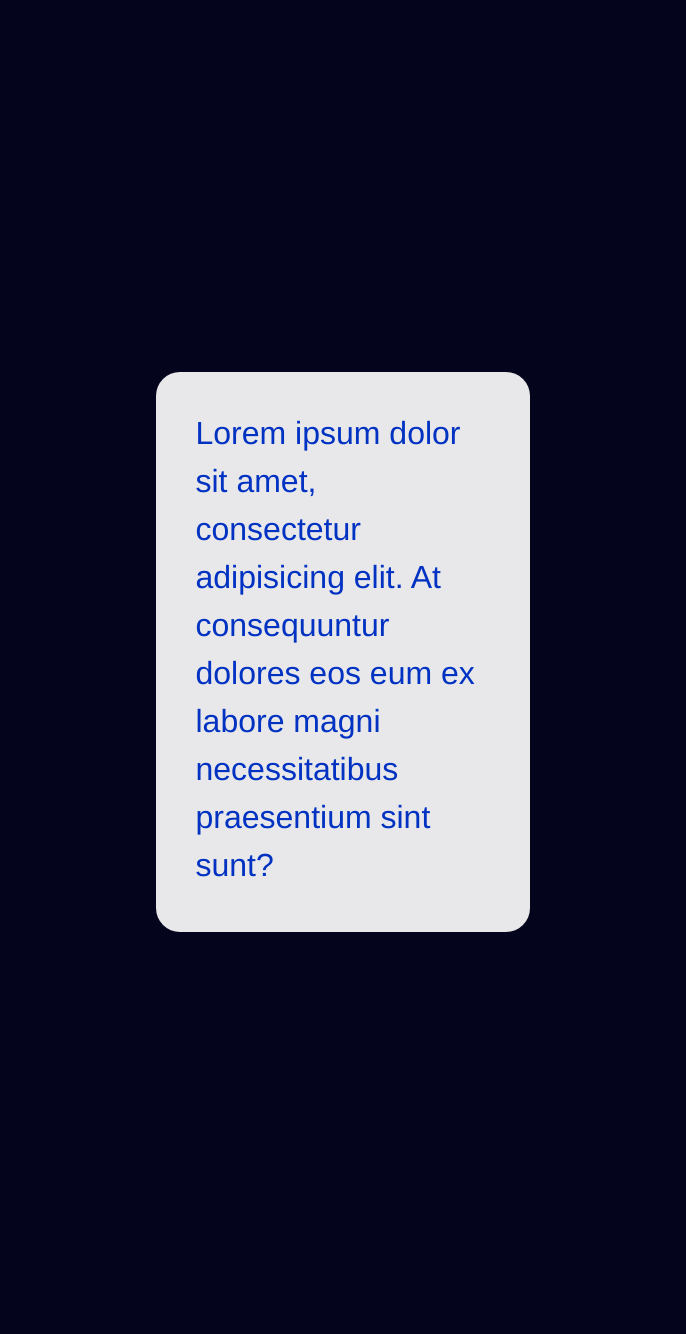 Lorem ipsum dolor
sit amet,
consectetur
adipisicing elit. At
consequuntur
dolores eos eum ex
labore magni
necessitatibus
praesentium sint
sunt?